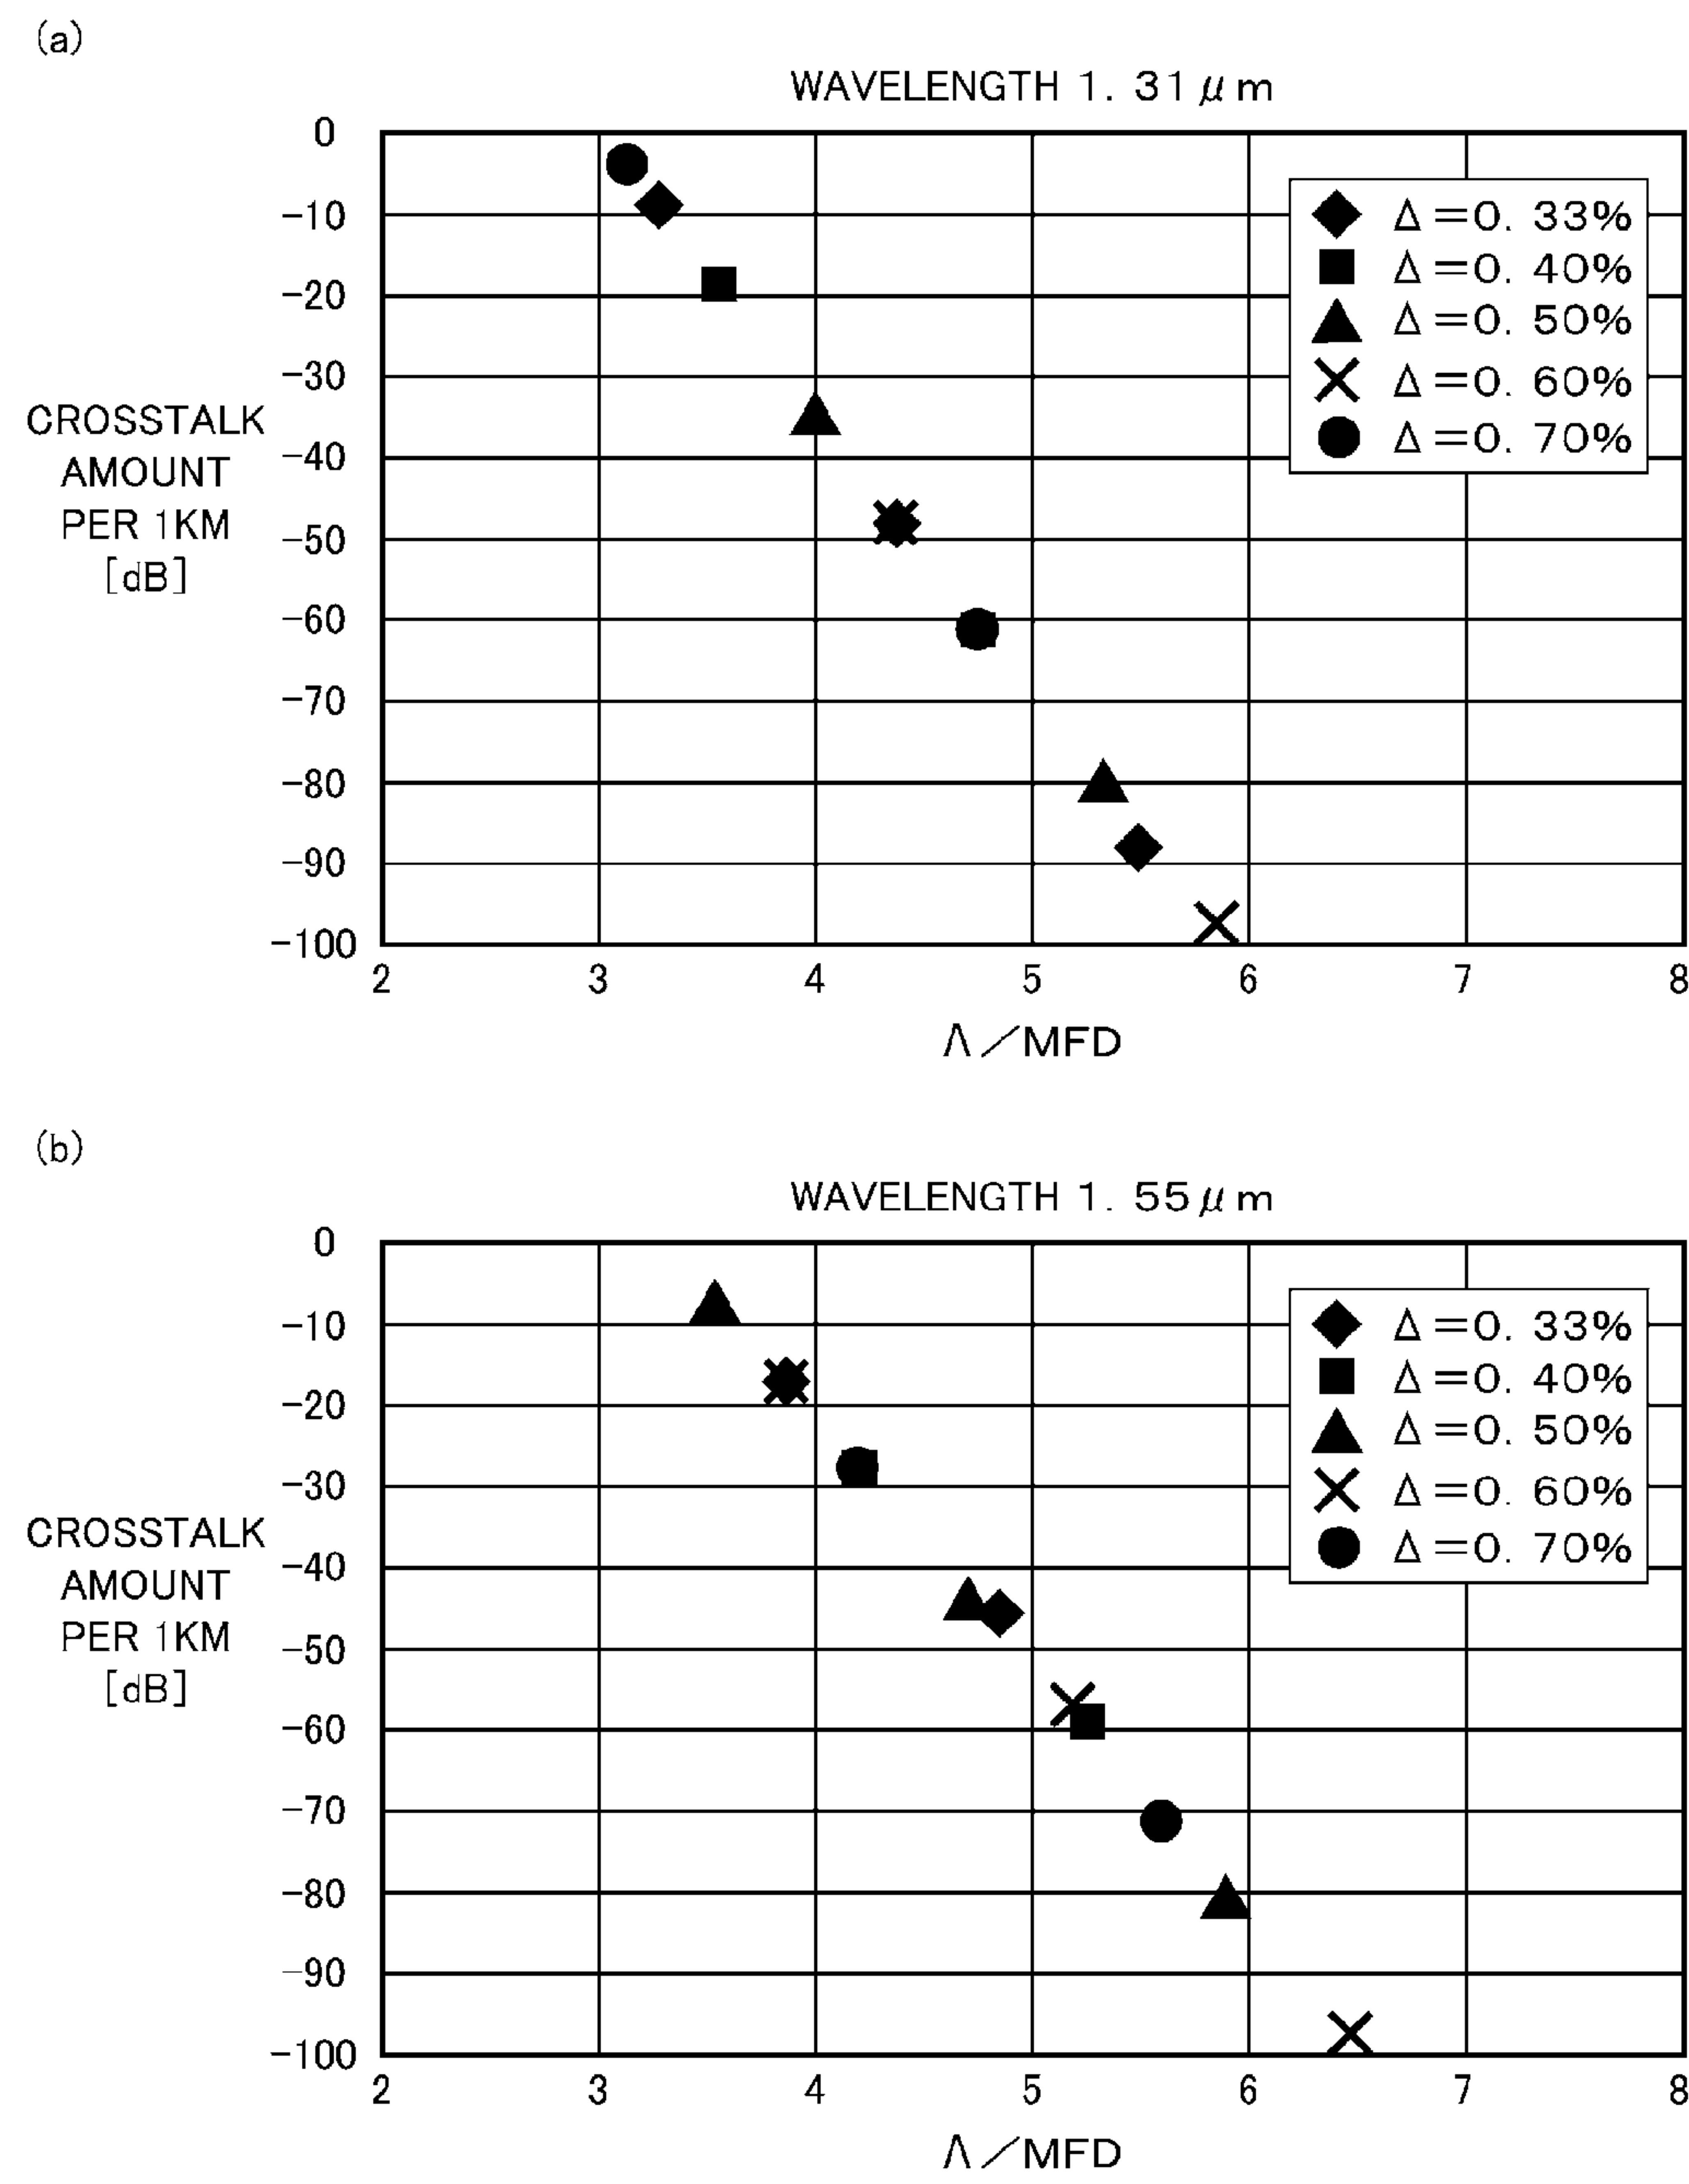 (a)
WAVELENGTH 1. 31μm
0
-10
-20
-30
-40
-50
-60
-70
-80
-90
-100
CROSSTALK
AMOUNT
PER 1KM
[dB]
Δ=0. 33%
Δ=0. 40%
Δ=0. 50%
Δ=0. 60%
Δ=0. 70%
2 3 4 5 6 7 8
Λ/MFD
(b)
WAVELENGTH 1. 55μm
0
-10
-20
-30
-40
-50
-60
-70
-80
-90
-100
CROSSTALK
AMOUNT
PER 1KM
[dB]
Δ=0. 33%
Δ=0. 40%
Δ=0. 50%
Δ=0. 60%
Δ=0. 70%
2 3 4 5 6 7 8
Λ/MFD